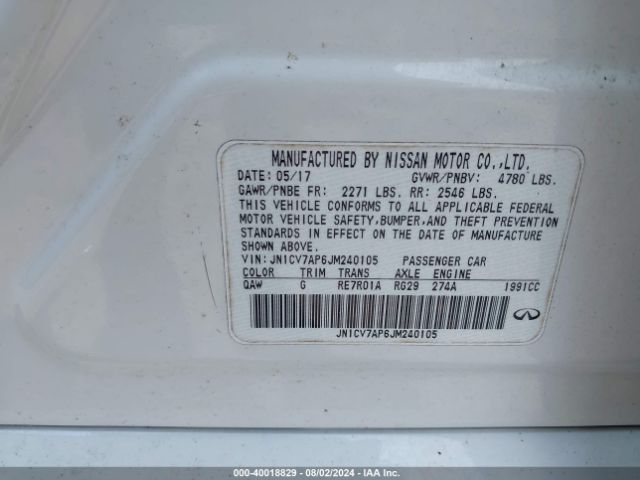 MANUFACTURED BY NISSAN MOTOR CO.,LTD.
DATE: 05/17 GVWR/PNBV: 4780 LBS.
GAWR/PNBE FR: 2271 LBS. RR: 2546 LBS.
THIS VEHICLE CONFORMS TO ALL APPLICABLE FEDERAL
MOTOR VEHICLE SAFETY,BUMPER,AND THEFT PREVENTION
STANDARDS IN EFFECT ON THE DATE OF MANUFACTURE
SHOWN ABOVE.
VIN: JN1CV7AP6JM240105 PASSENGER CAR
COLOR TRIM TRANS AXLE ENGINE
QAW G RE7R01A RG29 274A 1991CC
JN1CV7AP6JM240105
000-40018829 - 08/02/2024 - IAAI.COM